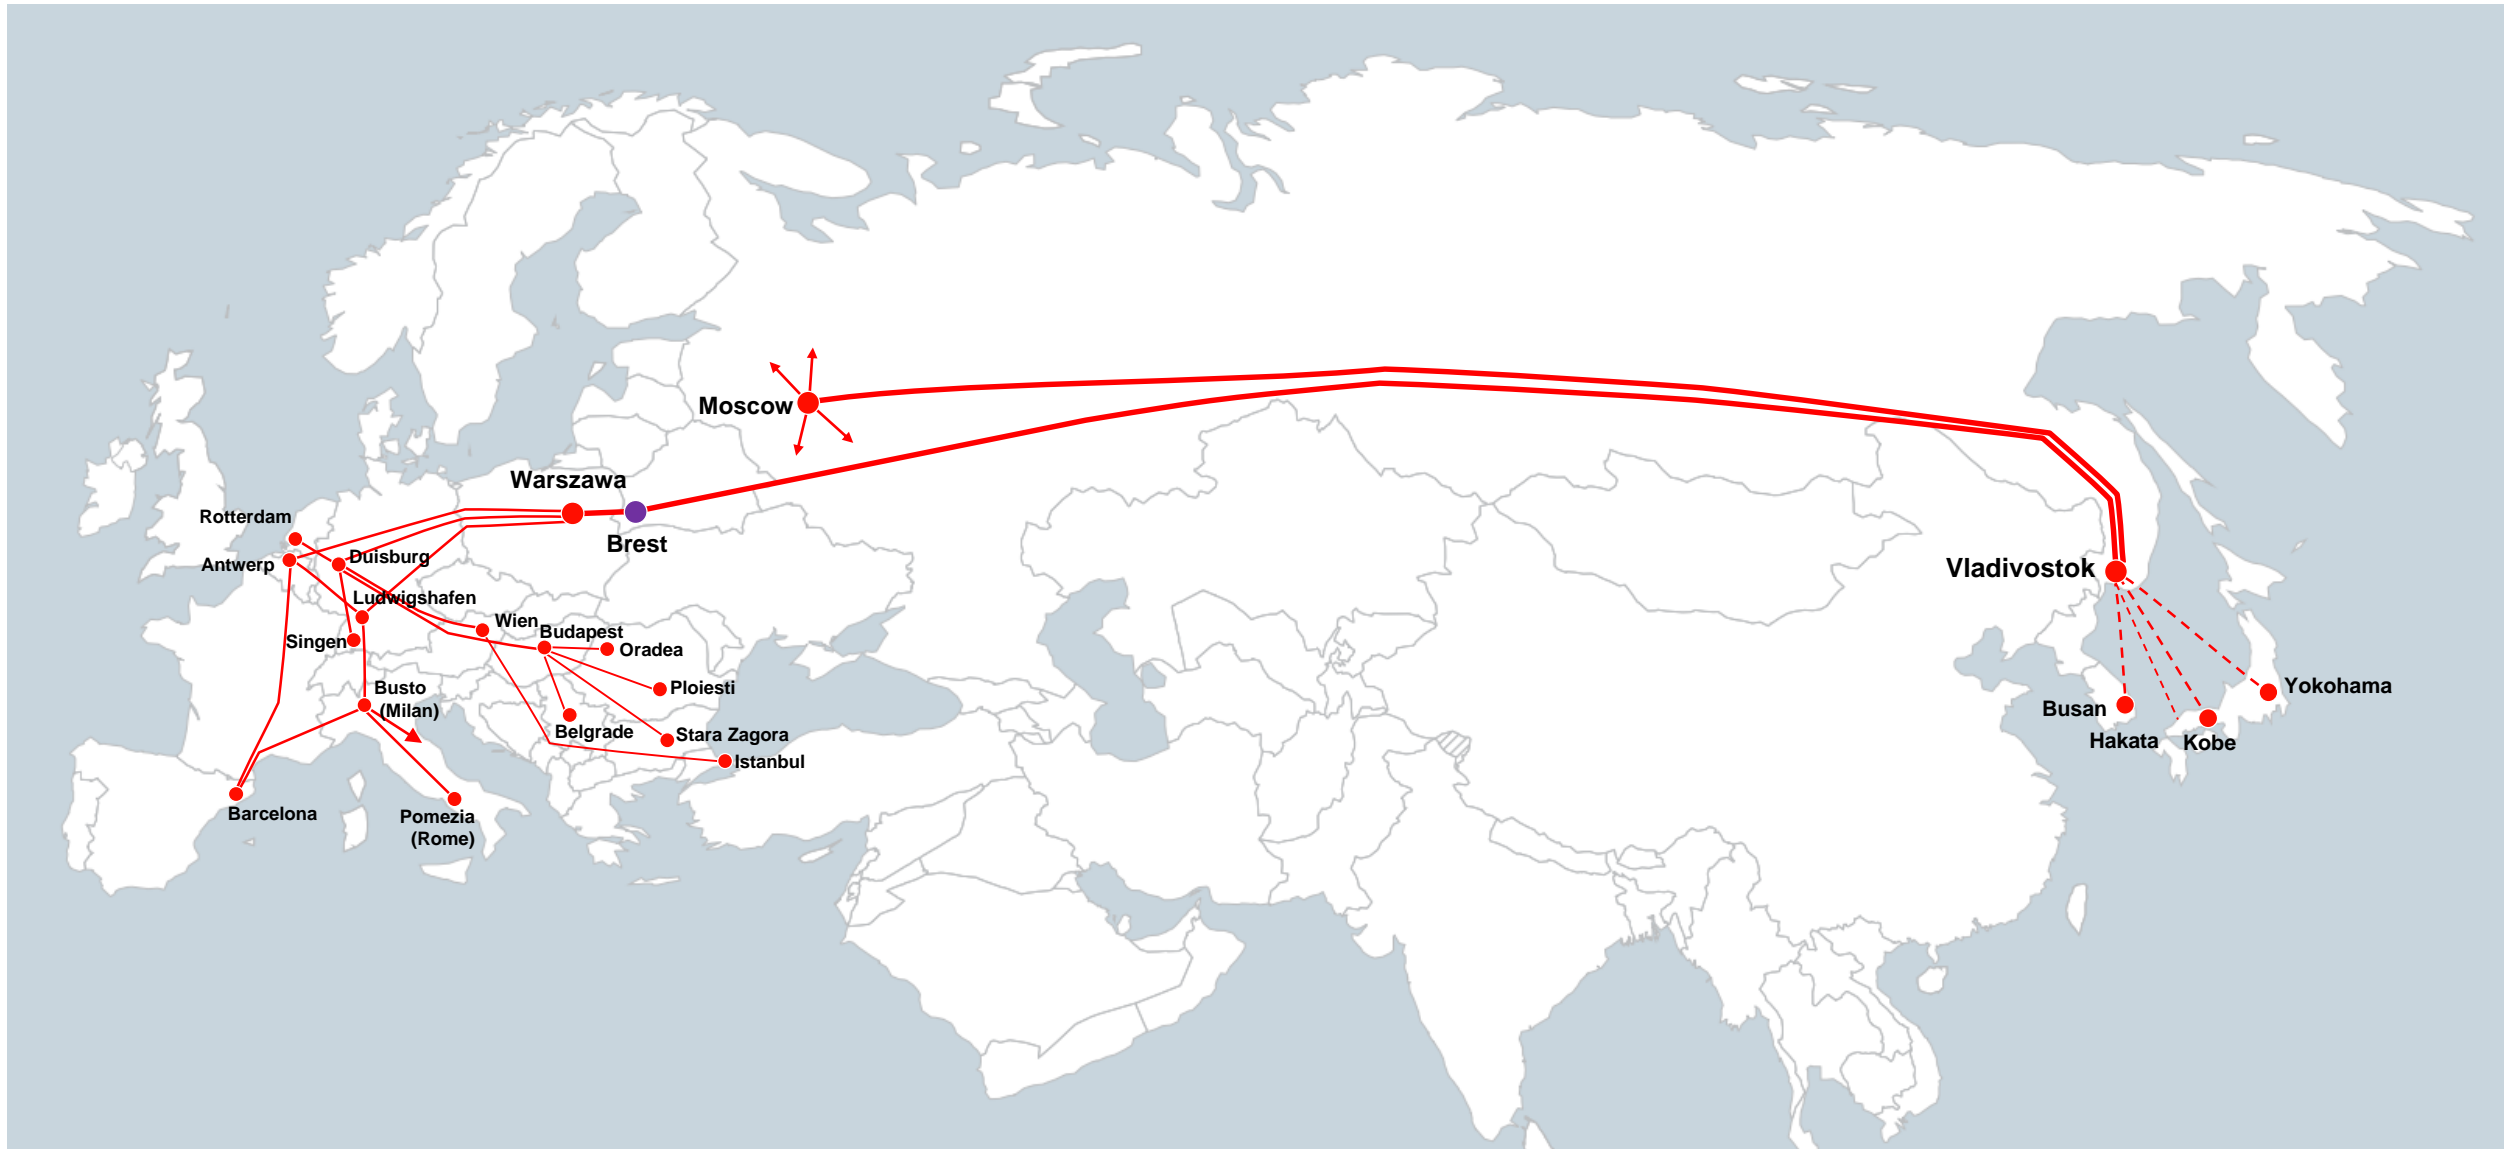 Moscow
Warszawa
Rotterdam
Brest
Duisburg
Antwerp
Vladivostok
Ludwigshafen
Wien
Budapest
Singen
Oradea
Busto
(Milan)
Ploiesti
Yokohama
Busan
Belgrade
Stara Zagora
Hakata
Kobe
Istanbul
Barcelona
Pomezia
(Rome)